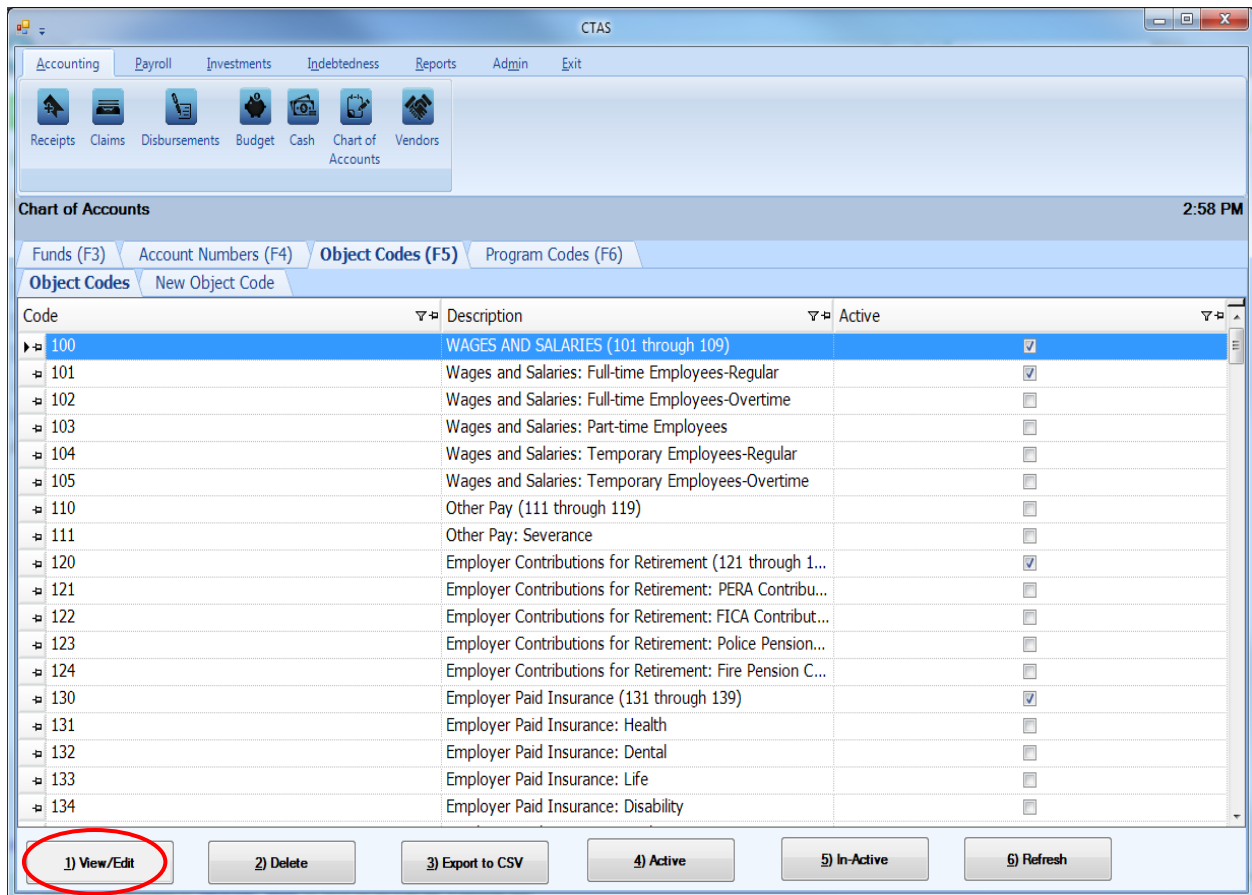 CTAS
Accounting Payroll Investments Indebtedness Reports Admin Exit
Receipts Claims Disbursements Budget Cash Chart of Accounts Vendors
Chart of Accounts 2:58 PM
Funds (F3) Account Numbers (F4) Object Codes (F5) Program Codes (F6)
Object Codes New Object Code
Code Description Active
100 WAGES AND SALARIES (101 through 109)
101 Wages and Salaries: Full-time Employees-Regular
102 Wages and Salaries: Full-time Employees-Overtime
103 Wages and Salaries: Part-time Employees
104 Wages and Salaries: Temporary Employees-Regular
105 Wages and Salaries: Temporary Employees-Overtime
110 Other Pay (111 through 119)
111 Other Pay: Severance
120 Employer Contributions for Retirement (121 through 1...
121 Employer Contributions for Retirement: PERA Contribu...
122 Employer Contributions for Retirement: FICA Contribut...
123 Employer Contributions for Retirement: Police Pension...
124 Employer Contributions for Retirement: Fire Pension C...
130 Employer Paid Insurance (131 through 139)
131 Employer Paid Insurance: Health
132 Employer Paid Insurance: Dental
133 Employer Paid Insurance: Life
134 Employer Paid Insurance: Disability
1) View/Edit 2) Delete 3) Export to CSV 4) Active 5) In-Active 6) Refresh